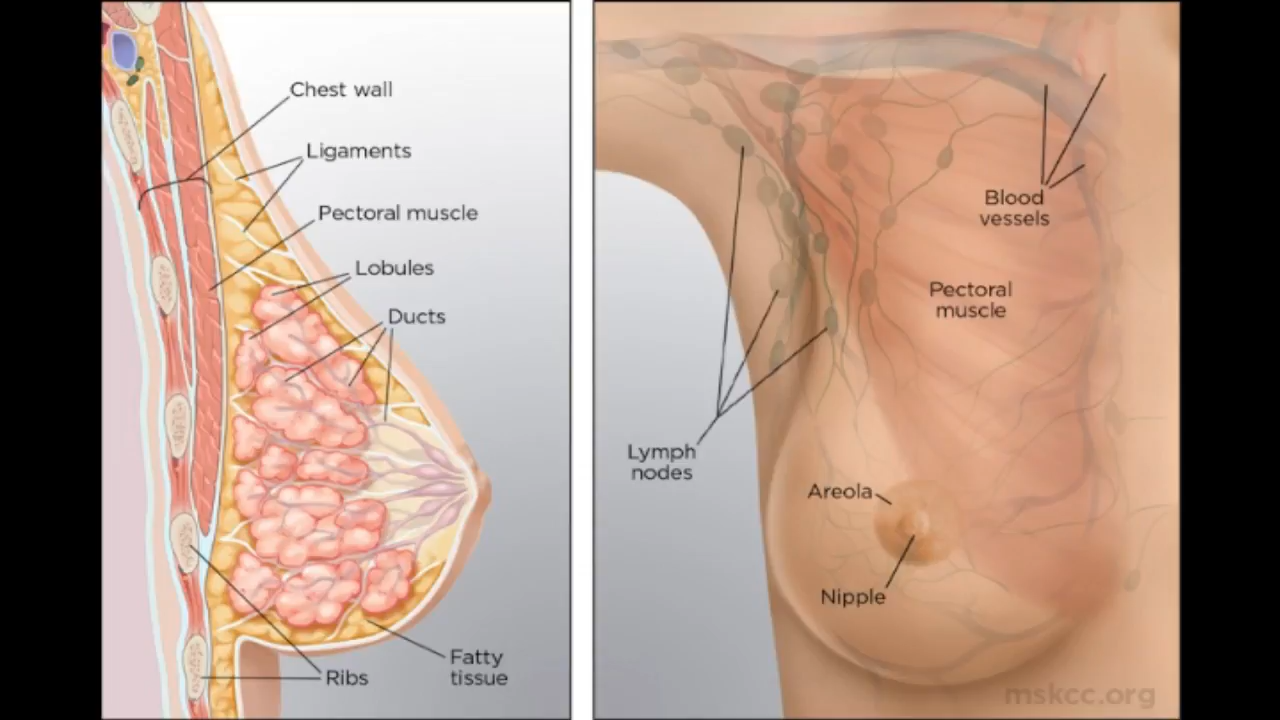 Chest wall
Ligaments
Pectoral muscle
Lobules
Ducts
Fatty
tissue
Ribs
Blood
vessels
Pectoral
muscle
Lymph
nodes
Areola
Nipple
mskcc.org